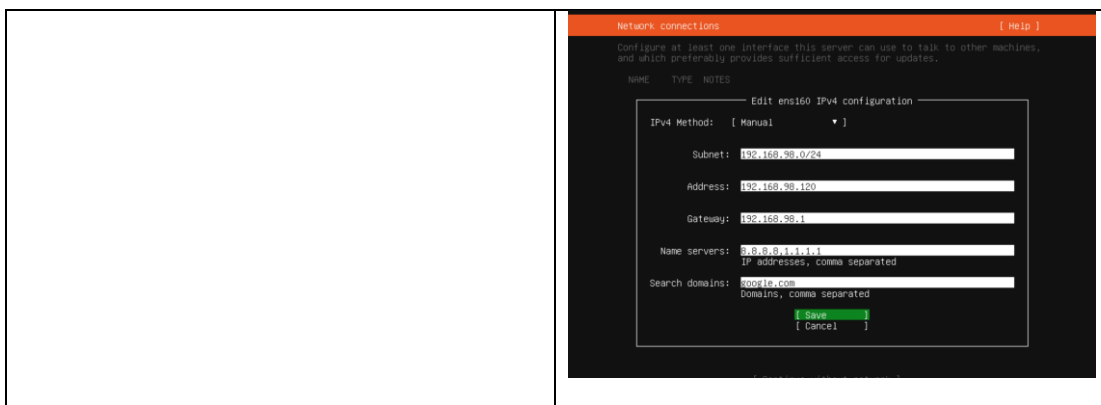 Network connections [ Help ]
Configure at least one interface this server can use to talk to other machines,
and which preferably provides sufficient access for updates.
NAME TYPE NOTES
Edit ens160 IPv4 configuration
IPv4 Method: [ Manual ▾ ]
Subnet: 192.168.98.0/24
Address: 192.168.98.120
Gateway: 192.168.98.1
Name servers: 8.8.8.8,1.1.1.1
IP addresses, comma separated
Search domains: google.com
Domains, comma separated
[ Save ]
[ Cancel ]
[ Continue without network ]